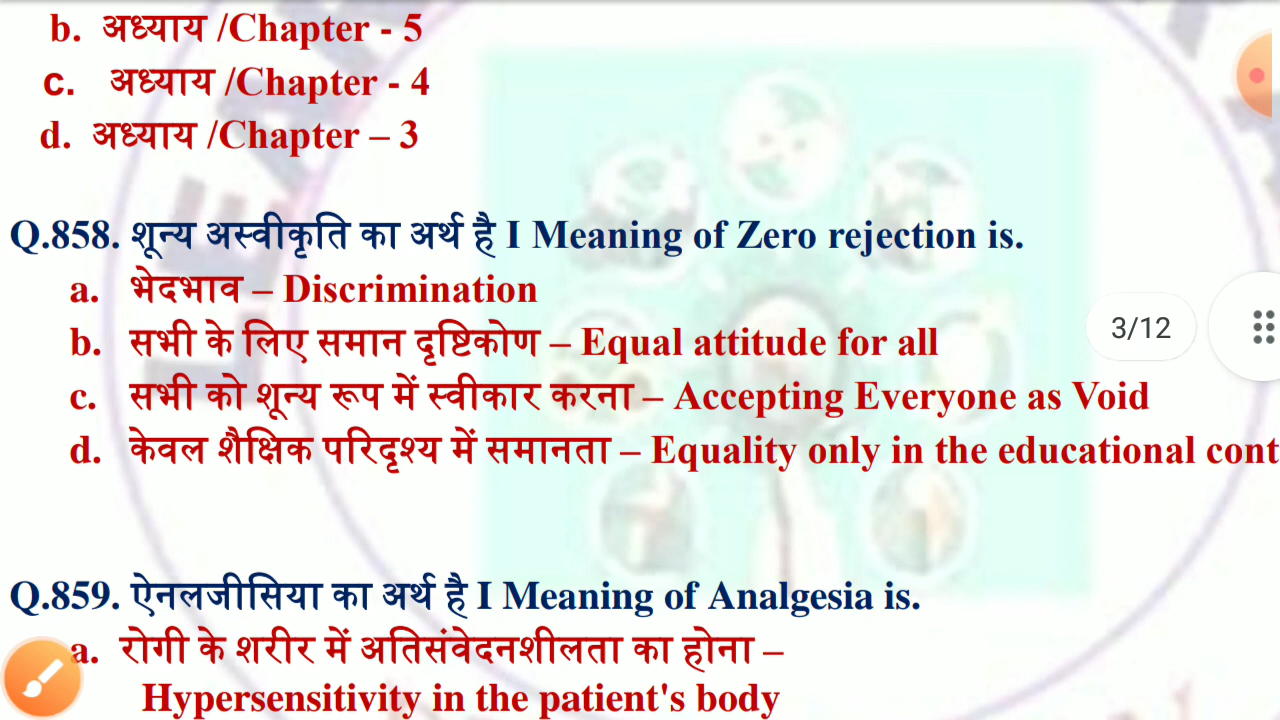 b. अध्याय /Chapter - 5
c. अध्याय /Chapter - 4
d. अध्याय /Chapter – 3
Q.858. शून्य अस्वीकृति का अर्थ है I Meaning of Zero rejection is.
a. भेदभाव – Discrimination
b. सभी के लिए समान दृष्टिकोण – Equal attitude for all
c. सभी को शून्य रूप में स्वीकार करना – Accepting Everyone as Void
d. केवल शैक्षिक परिदृश्य में समानता – Equality only in the educational cont
3/12
Q.859. ऐनलजीसिया का अर्थ है I Meaning of Analgesia is.
a. रोगी के शरीर में अतिसंवेदनशीलता का होना –
Hypersensitivity in the patient's body